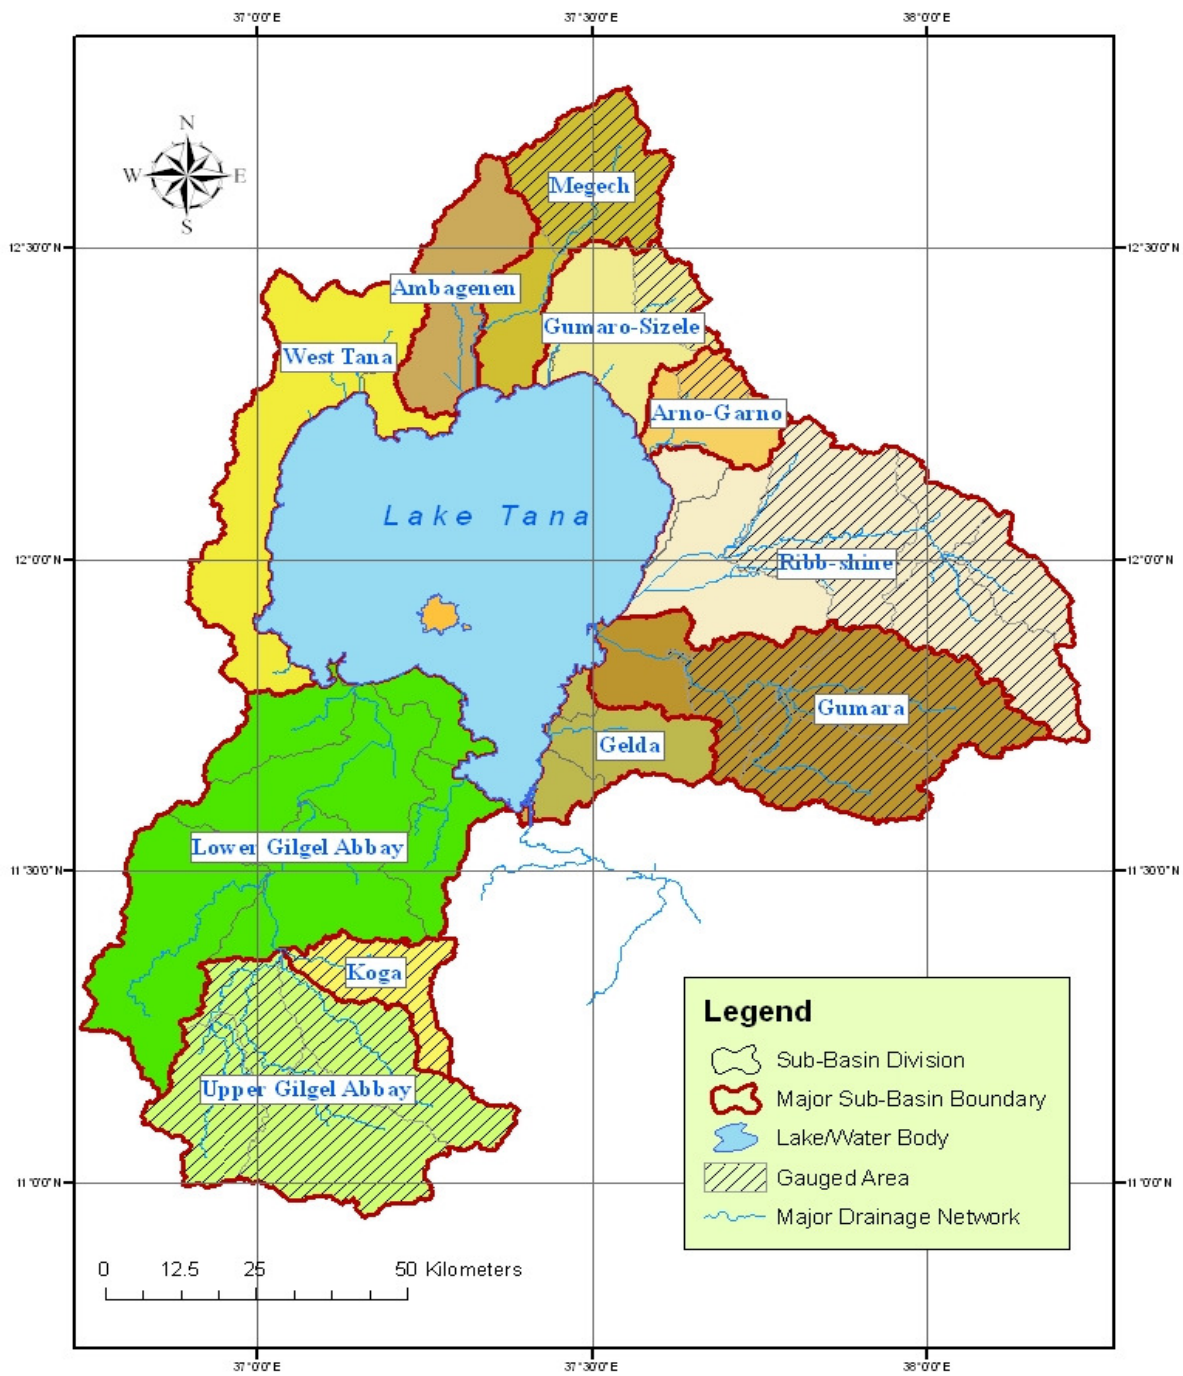 37°0'0"E 37°30'0"E 38°0'0"E
N
W E
S
Megech
12°30'0"N 12°30'0"N
Ambagenen
Gumaro-Sizele
West Tana
Arno-Garno
Lake Tana
12°0'0"N 12°0'0"N
Ribb-shine
Gumara
Gelda
Lower Gilgel Abbay
11°30'0"N 11°30'0"N
Koga
Upper Gilgel Abbay
11°0'0"N 11°0'0"N
Legend
Sub-Basin Division
Major Sub-Basin Boundary
Lake/Water Body
Gauged Area
Major Drainage Network
0 12.5 25 50 Kilometers
37°0'0"E 37°30'0"E 38°0'0"E